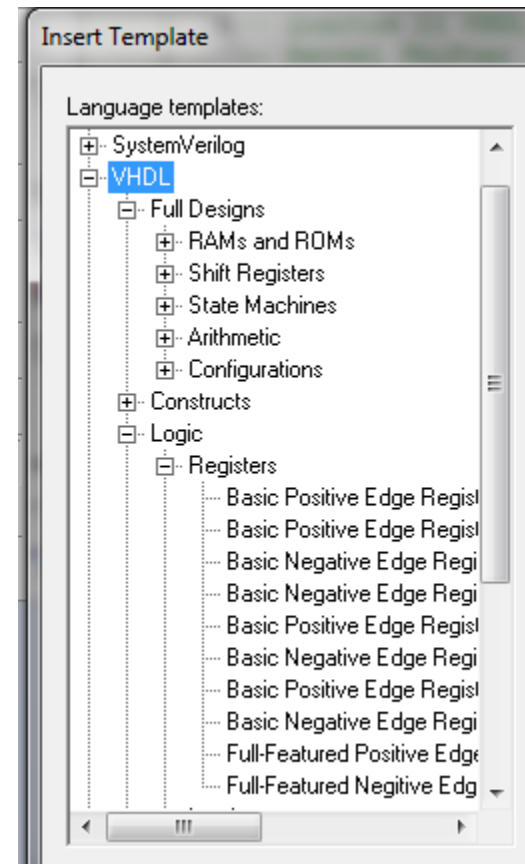 Insert Template
Language templates:
SystemVerilog
VHDL
Full Designs
RAMs and ROMs
Shift Registers
State Machines
Arithmetic
Configurations
Constructs
Logic
Registers
Basic Positive Edge Regist
Basic Positive Edge Regist
Basic Negative Edge Regi
Basic Negative Edge Regi
Basic Positive Edge Regist
Basic Negative Edge Regi
Basic Positive Edge Regist
Basic Negative Edge Regi
Full-Featured Positive Edge
Full-Featured Negitive Edg